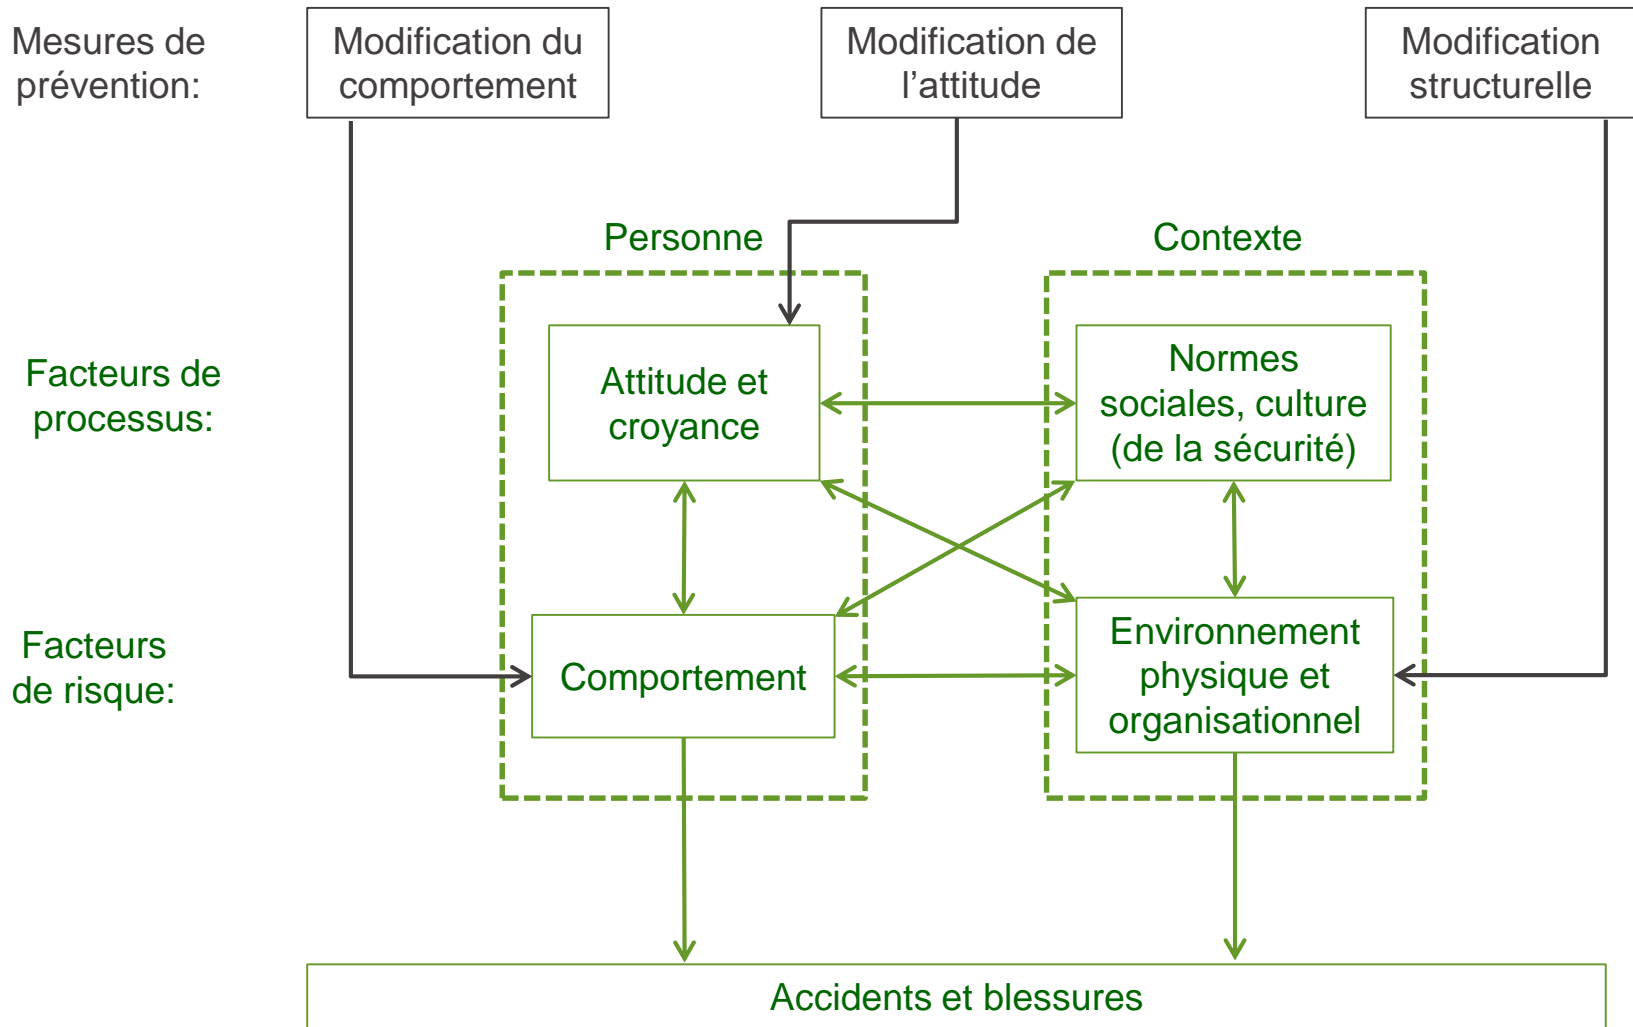 Mesures de
prévention:
Modification du
comportement
Modification de
l’attitude
Modification
structurelle
Personne
Contexte
Facteurs de
processus:
Attitude et
croyance
Normes
sociales, culture
(de la sécurité)
Facteurs
de risque:
Comportement
Environnement
physique et
organisationnel
Accidents et blessures